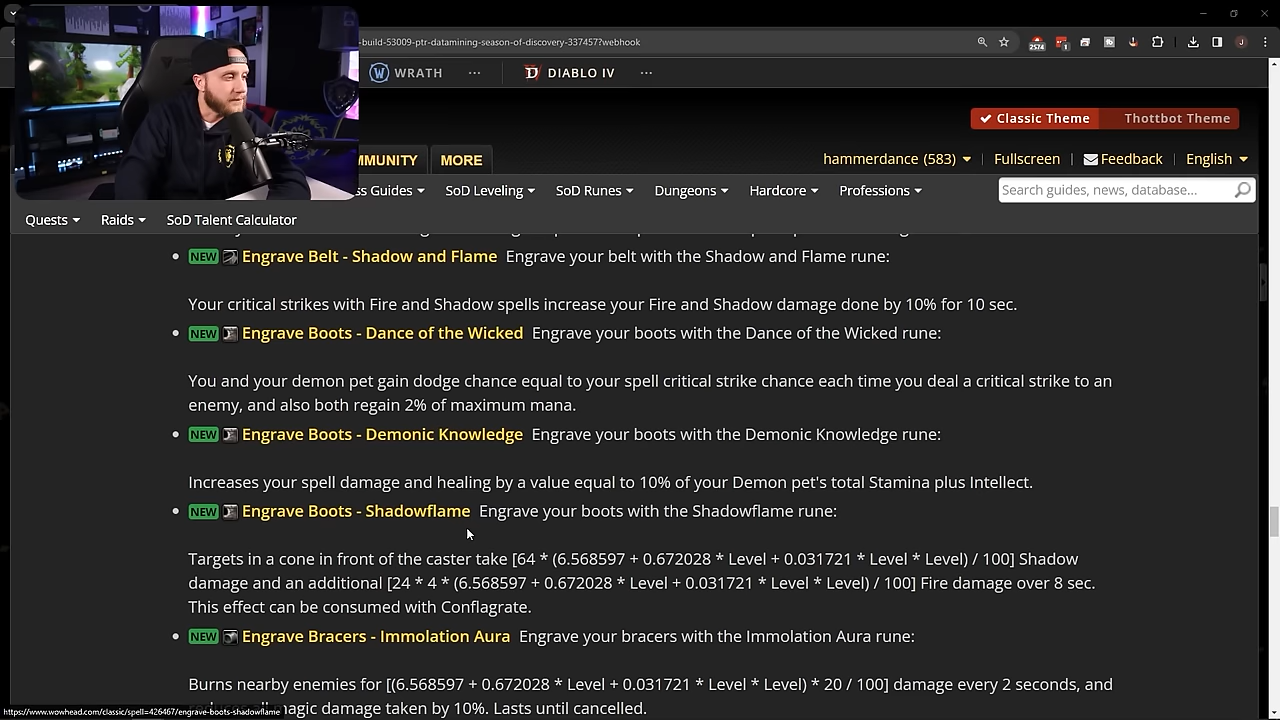 -build-53009-ptr-datamining-season-of-discovery-337457?webhook
2574
1
J
WRATH
DIABLO IV
Classic Theme
Thottbot Theme
MMUNITY
MORE
hammerdance (583)
Fullscreen
Feedback
English
ss Guides
SoD Leveling
SoD Runes
Dungeons
Hardcore
Professions
Search guides, news, database...
Quests
Raids
SoD Talent Calculator
NEW Engrave Belt - Shadow and Flame Engrave your belt with the Shadow and Flame rune:
Your critical strikes with Fire and Shadow spells increase your Fire and Shadow damage done by 10% for 10 sec.
NEW Engrave Boots - Dance of the Wicked Engrave your boots with the Dance of the Wicked rune:
You and your demon pet gain dodge chance equal to your spell critical strike chance each time you deal a critical strike to an
enemy, and also both regain 2% of maximum mana.
NEW Engrave Boots - Demonic Knowledge Engrave your boots with the Demonic Knowledge rune:
Increases your spell damage and healing by a value equal to 10% of your Demon pet's total Stamina plus Intellect.
NEW Engrave Boots - Shadowflame Engrave your boots with the Shadowflame rune:
Targets in a cone in front of the caster take [64 * (6.568597 + 0.672028 * Level + 0.031721 * Level * Level) / 100] Shadow
damage and an additional [24 * 4 * (6.568597 + 0.672028 * Level + 0.031721 * Level * Level) / 100] Fire damage over 8 sec.
This effect can be consumed with Conflagrate.
NEW Engrave Bracers - Immolation Aura Engrave your bracers with the Immolation Aura rune:
Burns nearby enemies for [(6.568597 + 0.672028 * Level + 0.031721 * Level * Level) * 20 / 100] damage every 2 seconds, and
magic damage taken by 10%. Lasts until cancelled.
https://www.wowhead.com/classic/spell=426467/engrave-boots-shadowflame